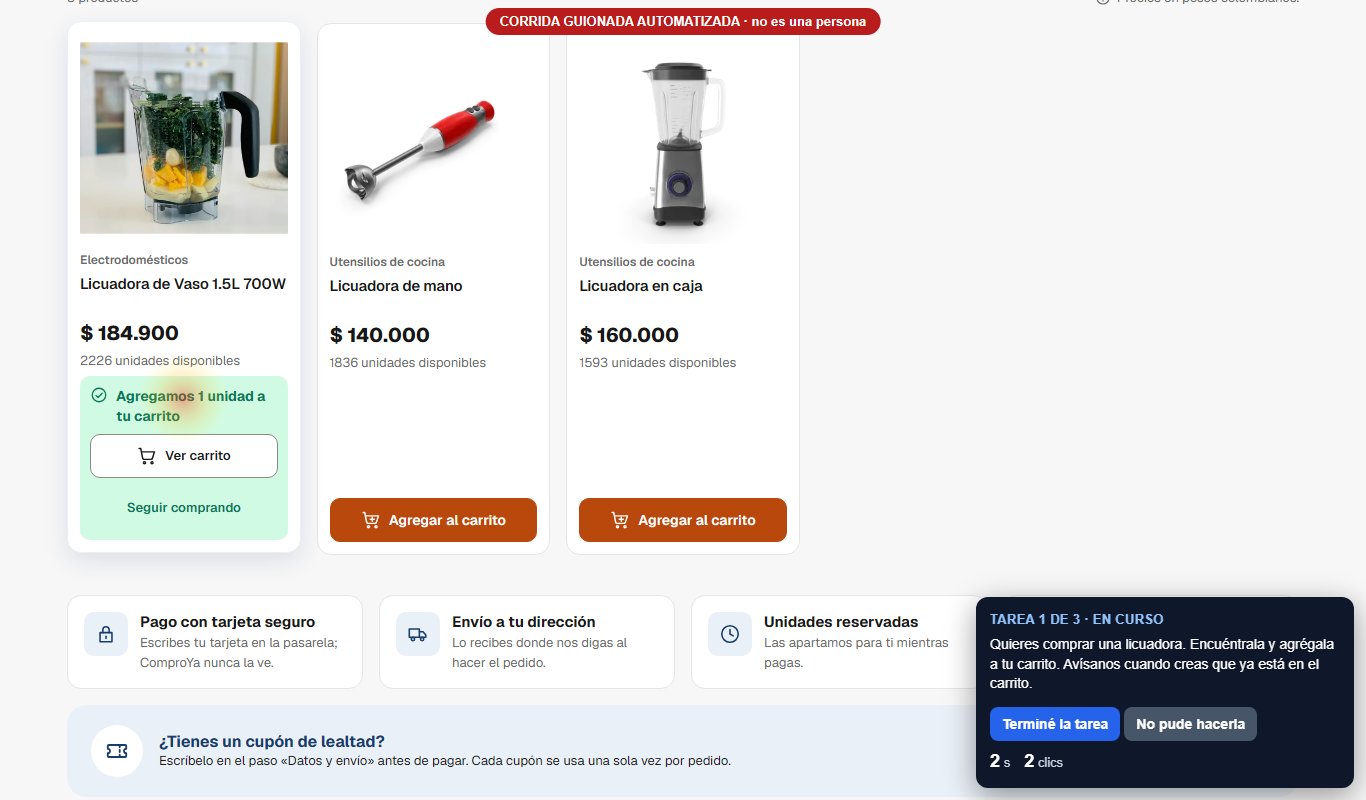 CORRIDA GUIONADA AUTOMATIZADA · no es una persona
Electrodomésticos
Licuadora de Vaso 1.5L 700W
$ 184.900
2226 unidades disponibles
Agregamos 1 unidad a
tu carrito
Ver carrito
Seguir comprando
Utensilios de cocina
Licuadora de mano
$ 140.000
1836 unidades disponibles
Agregar al carrito
Utensilios de cocina
Licuadora en caja
$ 160.000
1593 unidades disponibles
Agregar al carrito
Pago con tarjeta seguro
Escribes tu tarjeta en la pasarela;
ComproYa nunca la ve.
Envío a tu dirección
Lo recibes donde nos digas al
hacer el pedido.
Unidades reservadas
Las apartamos para ti mientras
pagas.
¿Tienes un cupón de lealtad?
Escríbelo en el paso «Datos y envío» antes de pagar. Cada cupón se usa una sola vez por pedido.
TAREA 1 DE 3 · EN CURSO
Quieres comprar una licuadora. Encuéntrala y agrégala
a tu carrito. Avísanos cuando creas que ya está en el
carrito.
Terminé la tarea
No pude hacerla
2 s 2 clics